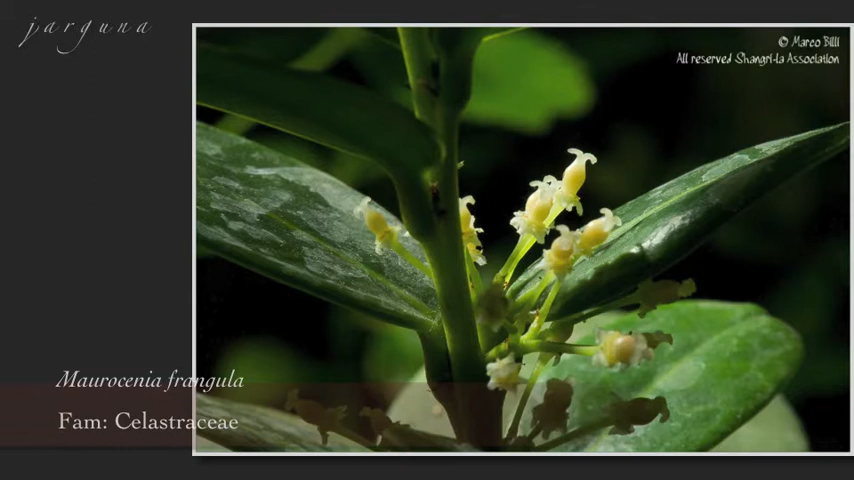 jarguna
© Marco Billi
All reserved Shangri-la Association
Maurocenia frangula
Fam: Celastraceae